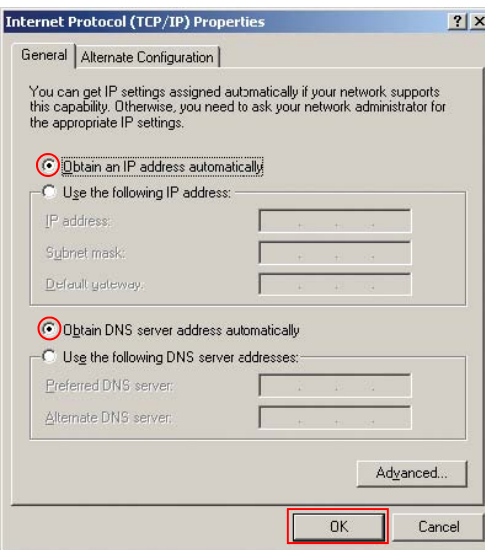 Internet Protocol (TCP/IP) Properties
General
Alternate Configuration
You can get IP settings assigned automatically if your network supports
this capability. Otherwise, you need to ask your network administrator for
the appropriate IP settings.
Obtain an IP address automatically
Use the following IP address:
IP address:
Subnet mask:
Default gateway:
Obtain DNS server address automatically
Use the following DNS server addresses:
Preferred DNS server:
Alternate DNS server:
Advanced...
OK
Cancel